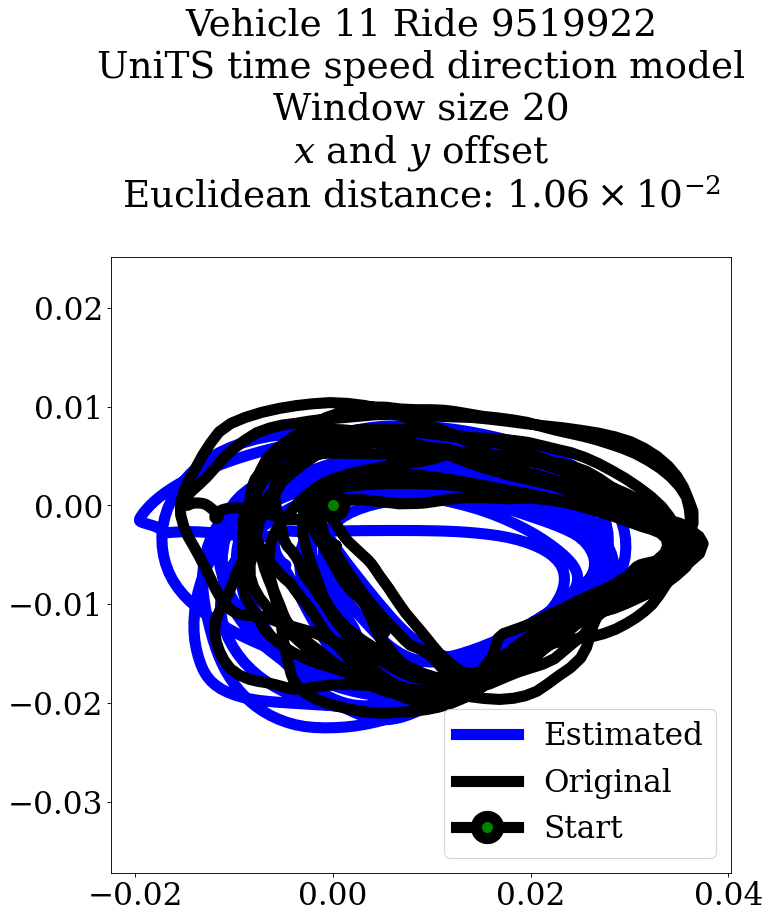 Vehicle 11 Ride 9519922
UniTS time speed direction model
Window size 20
x and y offset
Euclidean distance: 1.06 × 10⁻²
0.02
0.01
0.00
−0.01
−0.02
−0.03
Estimated
Original
Start
−0.02 0.00 0.02 0.04